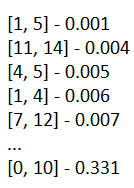 [1, 5] - 0.001
[11, 14] - 0.004
[4, 5] - 0.005
[1, 4] - 0.006
[7, 12] - 0.007
...
[0, 10] - 0.331